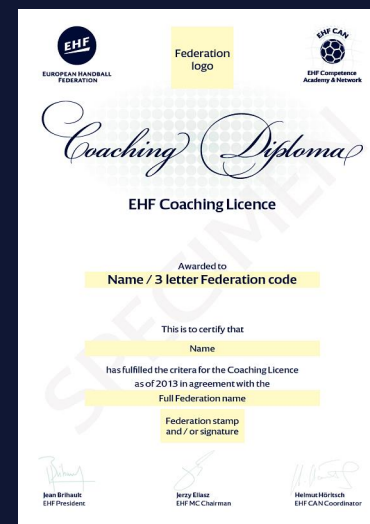 EHF
EUROPEAN HANDBALL
FEDERATION
Federation
logo
EHF CAN
EHF Competence
Academy & Network
Coaching Diploma
EHF Coaching Licence
Awarded to
Name / 3 letter Federation code
This is to certify that
Name
has fulfilled the critera for the Coaching Licence
as of 2013 in agreement with the
Full Federation name
Federation stamp
and / or signature
SPECIMEN
Jean Brihault
EHF President
Jerzy Eliasz
EHF MC Chairman
Helmut Höritsch
EHF CAN Coordinator